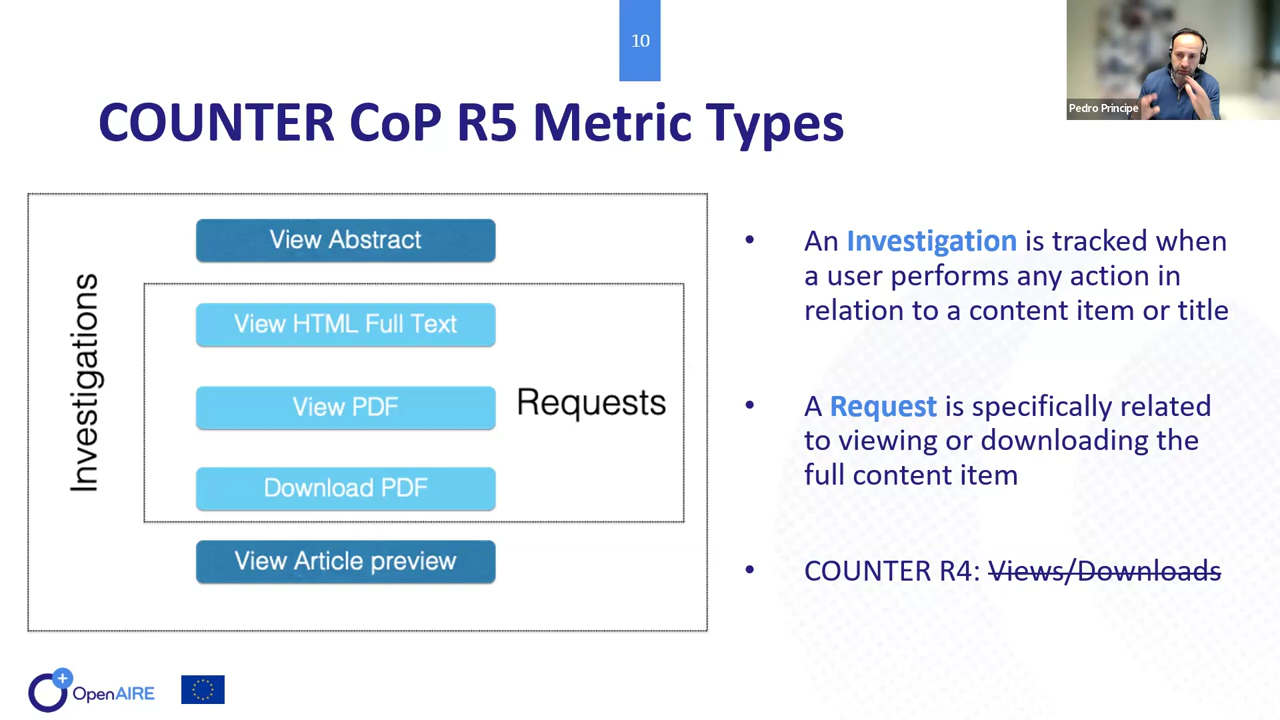 10
Pedro Principe
COUNTER CoP R5 Metric Types
Investigations
View Abstract
View HTML Full Text
View PDF
Requests
Download PDF
View Article preview
• An Investigation is tracked when
a user performs any action in
relation to a content item or title
• A Request is specifically related
to viewing or downloading the
full content item
• COUNTER R4: Views/Downloads
OpenAIRE